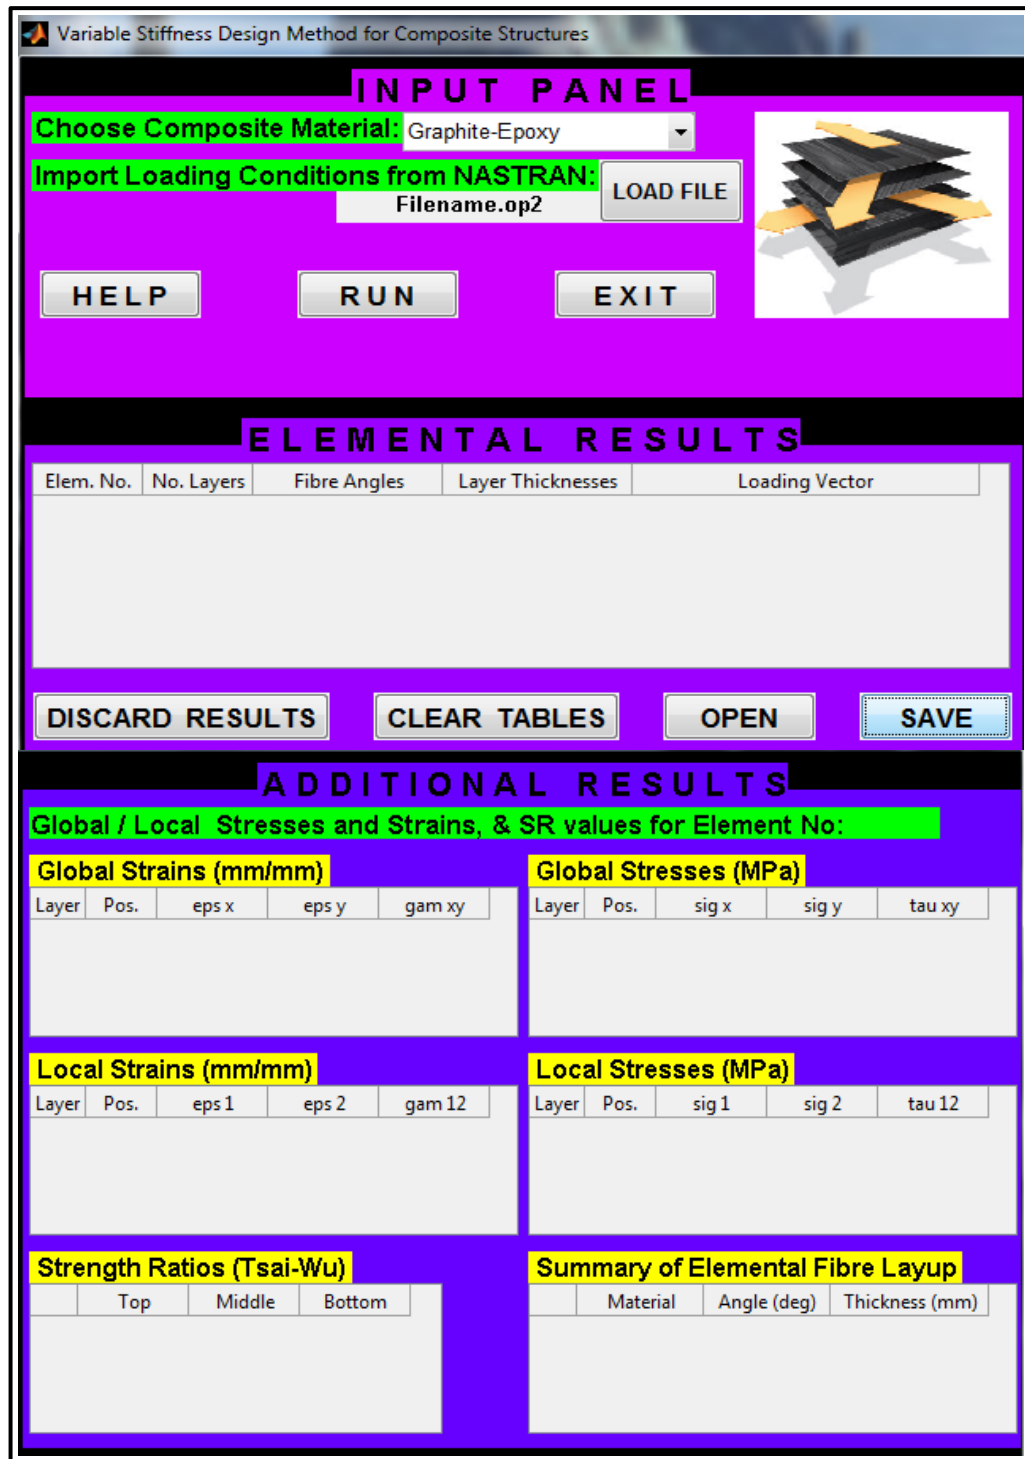 Variable Stiffness Design Method for Composite Structures
INPUT PANEL
Choose Composite Material: Graphite-Epoxy
Import Loading Conditions from NASTRAN: LOAD FILE
Filename.op2
HELP RUN EXIT
ELEMENTAL RESULTS
Elem. No. No. Layers Fibre Angles Layer Thicknesses Loading Vector
DISCARD RESULTS CLEAR TABLES OPEN SAVE
ADDITIONAL RESULTS
Global / Local Stresses and Strains, & SR values for Element No:
Global Strains (mm/mm) Global Stresses (MPa)
Layer Pos. eps x eps y gam xy Layer Pos. sig x sig y tau xy
Local Strains (mm/mm) Local Stresses (MPa)
Layer Pos. eps 1 eps 2 gam 12 Layer Pos. sig 1 sig 2 tau 12
Strength Ratios (Tsai-Wu) Summary of Elemental Fibre Layup
Top Middle Bottom Material Angle (deg) Thickness (mm)